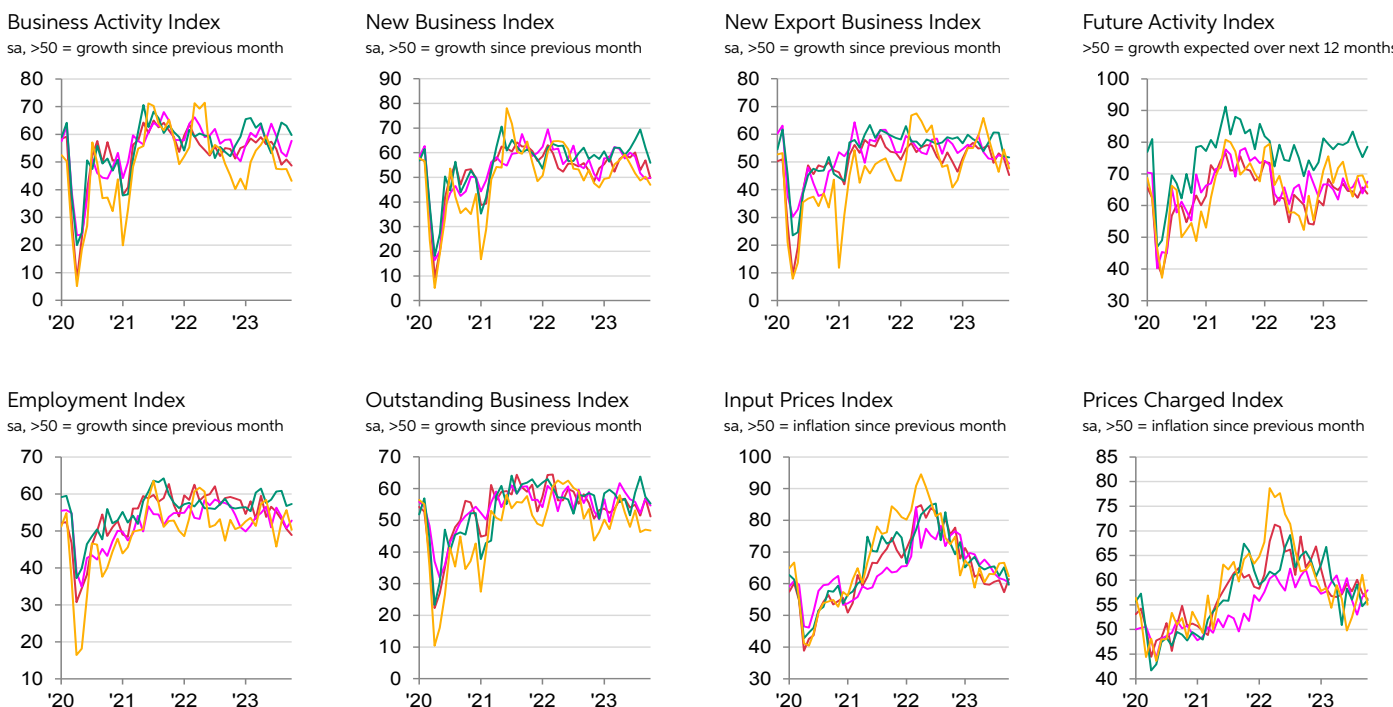 Business Activity Index
sa, >50 = growth since previous month
80
70
60
50
40
30
20
10
0
'20 '21 '22 '23
New Business Index
sa, >50 = growth since previous month
90
80
70
60
50
40
30
20
10
0
'20 '21 '22 '23
New Export Business Index
sa, >50 = growth since previous month
80
70
60
50
40
30
20
10
0
'20 '21 '22 '23
Future Activity Index
>50 = growth expected over next 12 months
100
90
80
70
60
50
40
30
'20 '21 '22 '23
Employment Index
sa, >50 = growth since previous month
70
60
50
40
30
20
10
'20 '21 '22 '23
Outstanding Business Index
sa, >50 = growth since previous month
70
60
50
40
30
20
10
0
'20 '21 '22 '23
Input Prices Index
sa, >50 = inflation since previous month
100
90
80
70
60
50
40
30
'20 '21 '22 '23
Prices Charged Index
sa, >50 = inflation since previous month
85
80
75
70
65
60
55
50
45
40
'20 '21 '22 '23